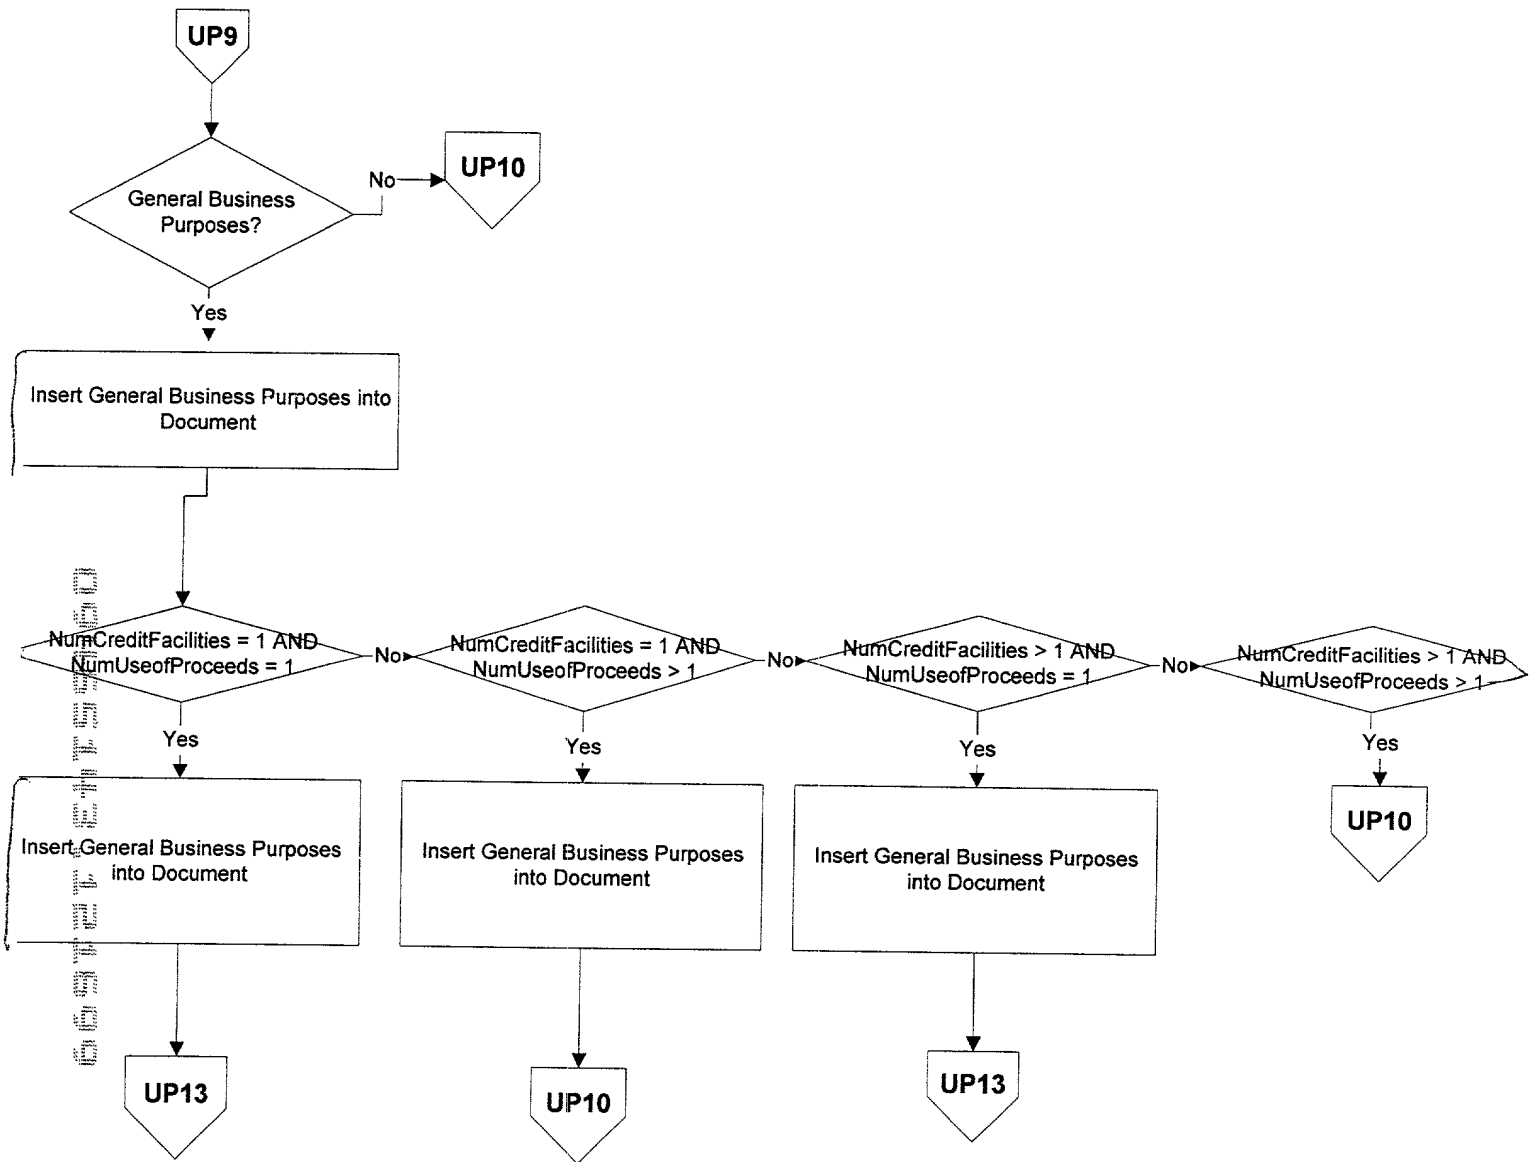 UP9
General Business
Purposes?
No
UP10
Yes
Insert General Business Purposes into
Document
NumCreditFacilities = 1 AND
NumUseofProceeds = 1
No
NumCreditFacilities = 1 AND
NumUseofProceeds > 1
No
NumCreditFacilities > 1 AND
NumUseofProceeds = 1
No
NumCreditFacilities > 1 AND
NumUseofProceeds > 1
Yes
Yes
Yes
Yes
Insert General Business Purposes
into Document
Insert General Business Purposes
into Document
Insert General Business Purposes
into Document
UP10
UP13
UP10
UP13